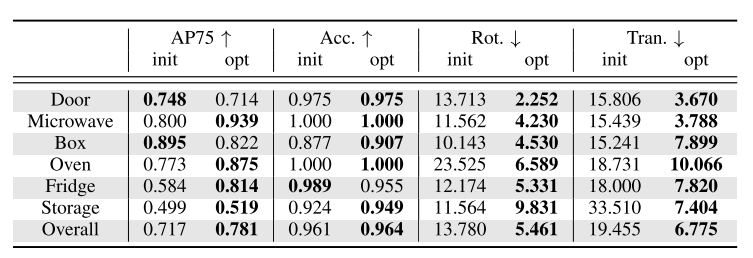 AP75 ↑ Acc. ↑ Rot. ↓ Tran. ↓
init opt init opt init opt init opt
Door 0.748 0.714 0.975 0.975 13.713 2.252 15.806 3.670
Microwave 0.800 0.939 1.000 1.000 11.562 4.230 15.439 3.788
Box 0.895 0.822 0.877 0.907 10.143 4.530 15.241 7.899
Oven 0.773 0.875 1.000 1.000 23.525 6.589 18.731 10.066
Fridge 0.584 0.814 0.989 0.955 12.174 5.331 18.000 7.820
Storage 0.499 0.519 0.924 0.949 11.564 9.831 33.510 7.404
Overall 0.717 0.781 0.961 0.964 13.780 5.461 19.455 6.775